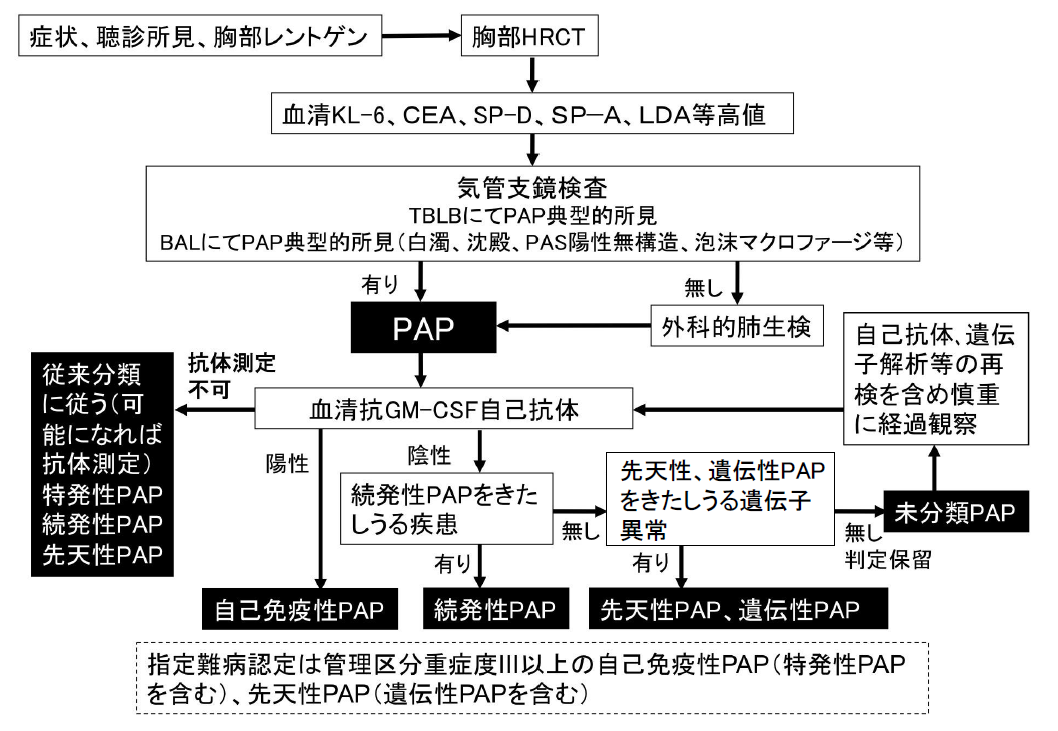 症状、聴診所見、胸部レントゲン
胸部HRCT
血清KL-6、CEA、SP-D、SP－A、LDA等高値
気管支鏡検査
TBLBにてPAP典型的所見
BALにてPAP典型的所見（白濁、沈殿、PAS陽性無構造、泡沫マクロファージ等）
有り
無し
PAP
外科的肺生検
自己抗体、遺伝
子解析等の再
検を含め慎重
に経過観察
抗体測定
不可
従来分類
に従う（可
能になれば
抗体測定）
特発性PAP
続発性PAP
先天性PAP
血清抗GM-CSF自己抗体
陽性
陰性
続発性PAPをきた
しうる疾患
無し
先天性、遺伝性PAP
をきたしうる遺伝子
異常
無し
判定保留
未分類PAP
有り
有り
自己免疫性PAP
続発性PAP
先天性PAP、遺伝性PAP
指定難病認定は管理区分重症度III以上の自己免疫性PAP（特発性PAP
を含む）、先天性PAP（遺伝性PAPを含む）